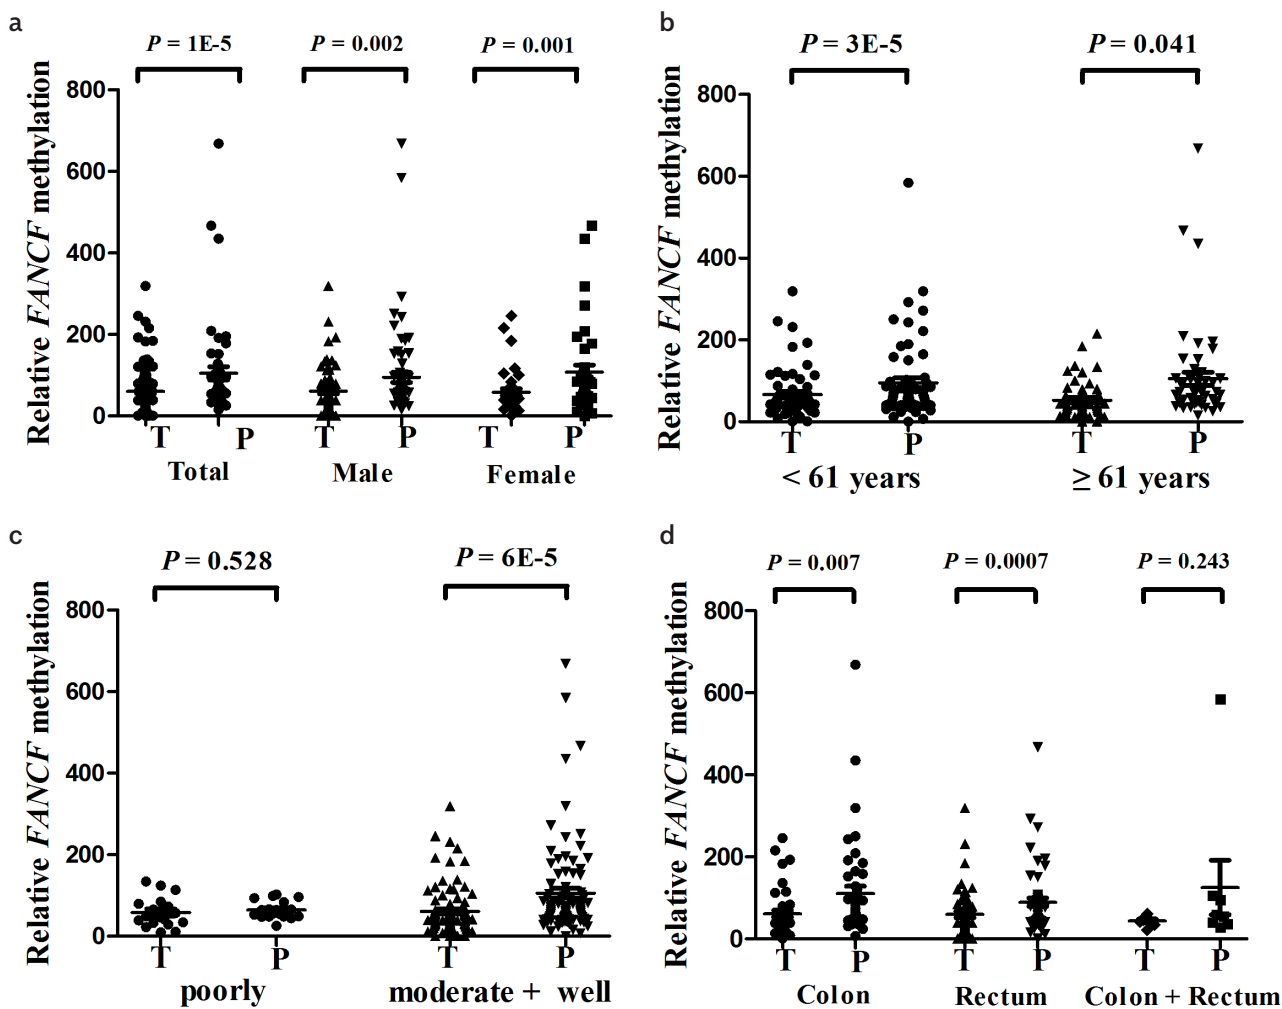 a
P = 1E-5 P = 0.002 P = 0.001
Relative FANCF methylation
800
600
400
200
0
T P T P T P
Total Male Female
b
P = 3E-5 P = 0.041
Relative FANCF methylation
800
600
400
200
0
T P T P
< 61 years ≥ 61 years
c
P = 0.528 P = 6E-5
Relative FANCF methylation
800
600
400
200
0
T P T P
poorly moderate + well
d
P = 0.007 P = 0.0007 P = 0.243
Relative FANCF methylation
800
600
400
200
0
T P T P T P
Colon Rectum Colon + Rectum